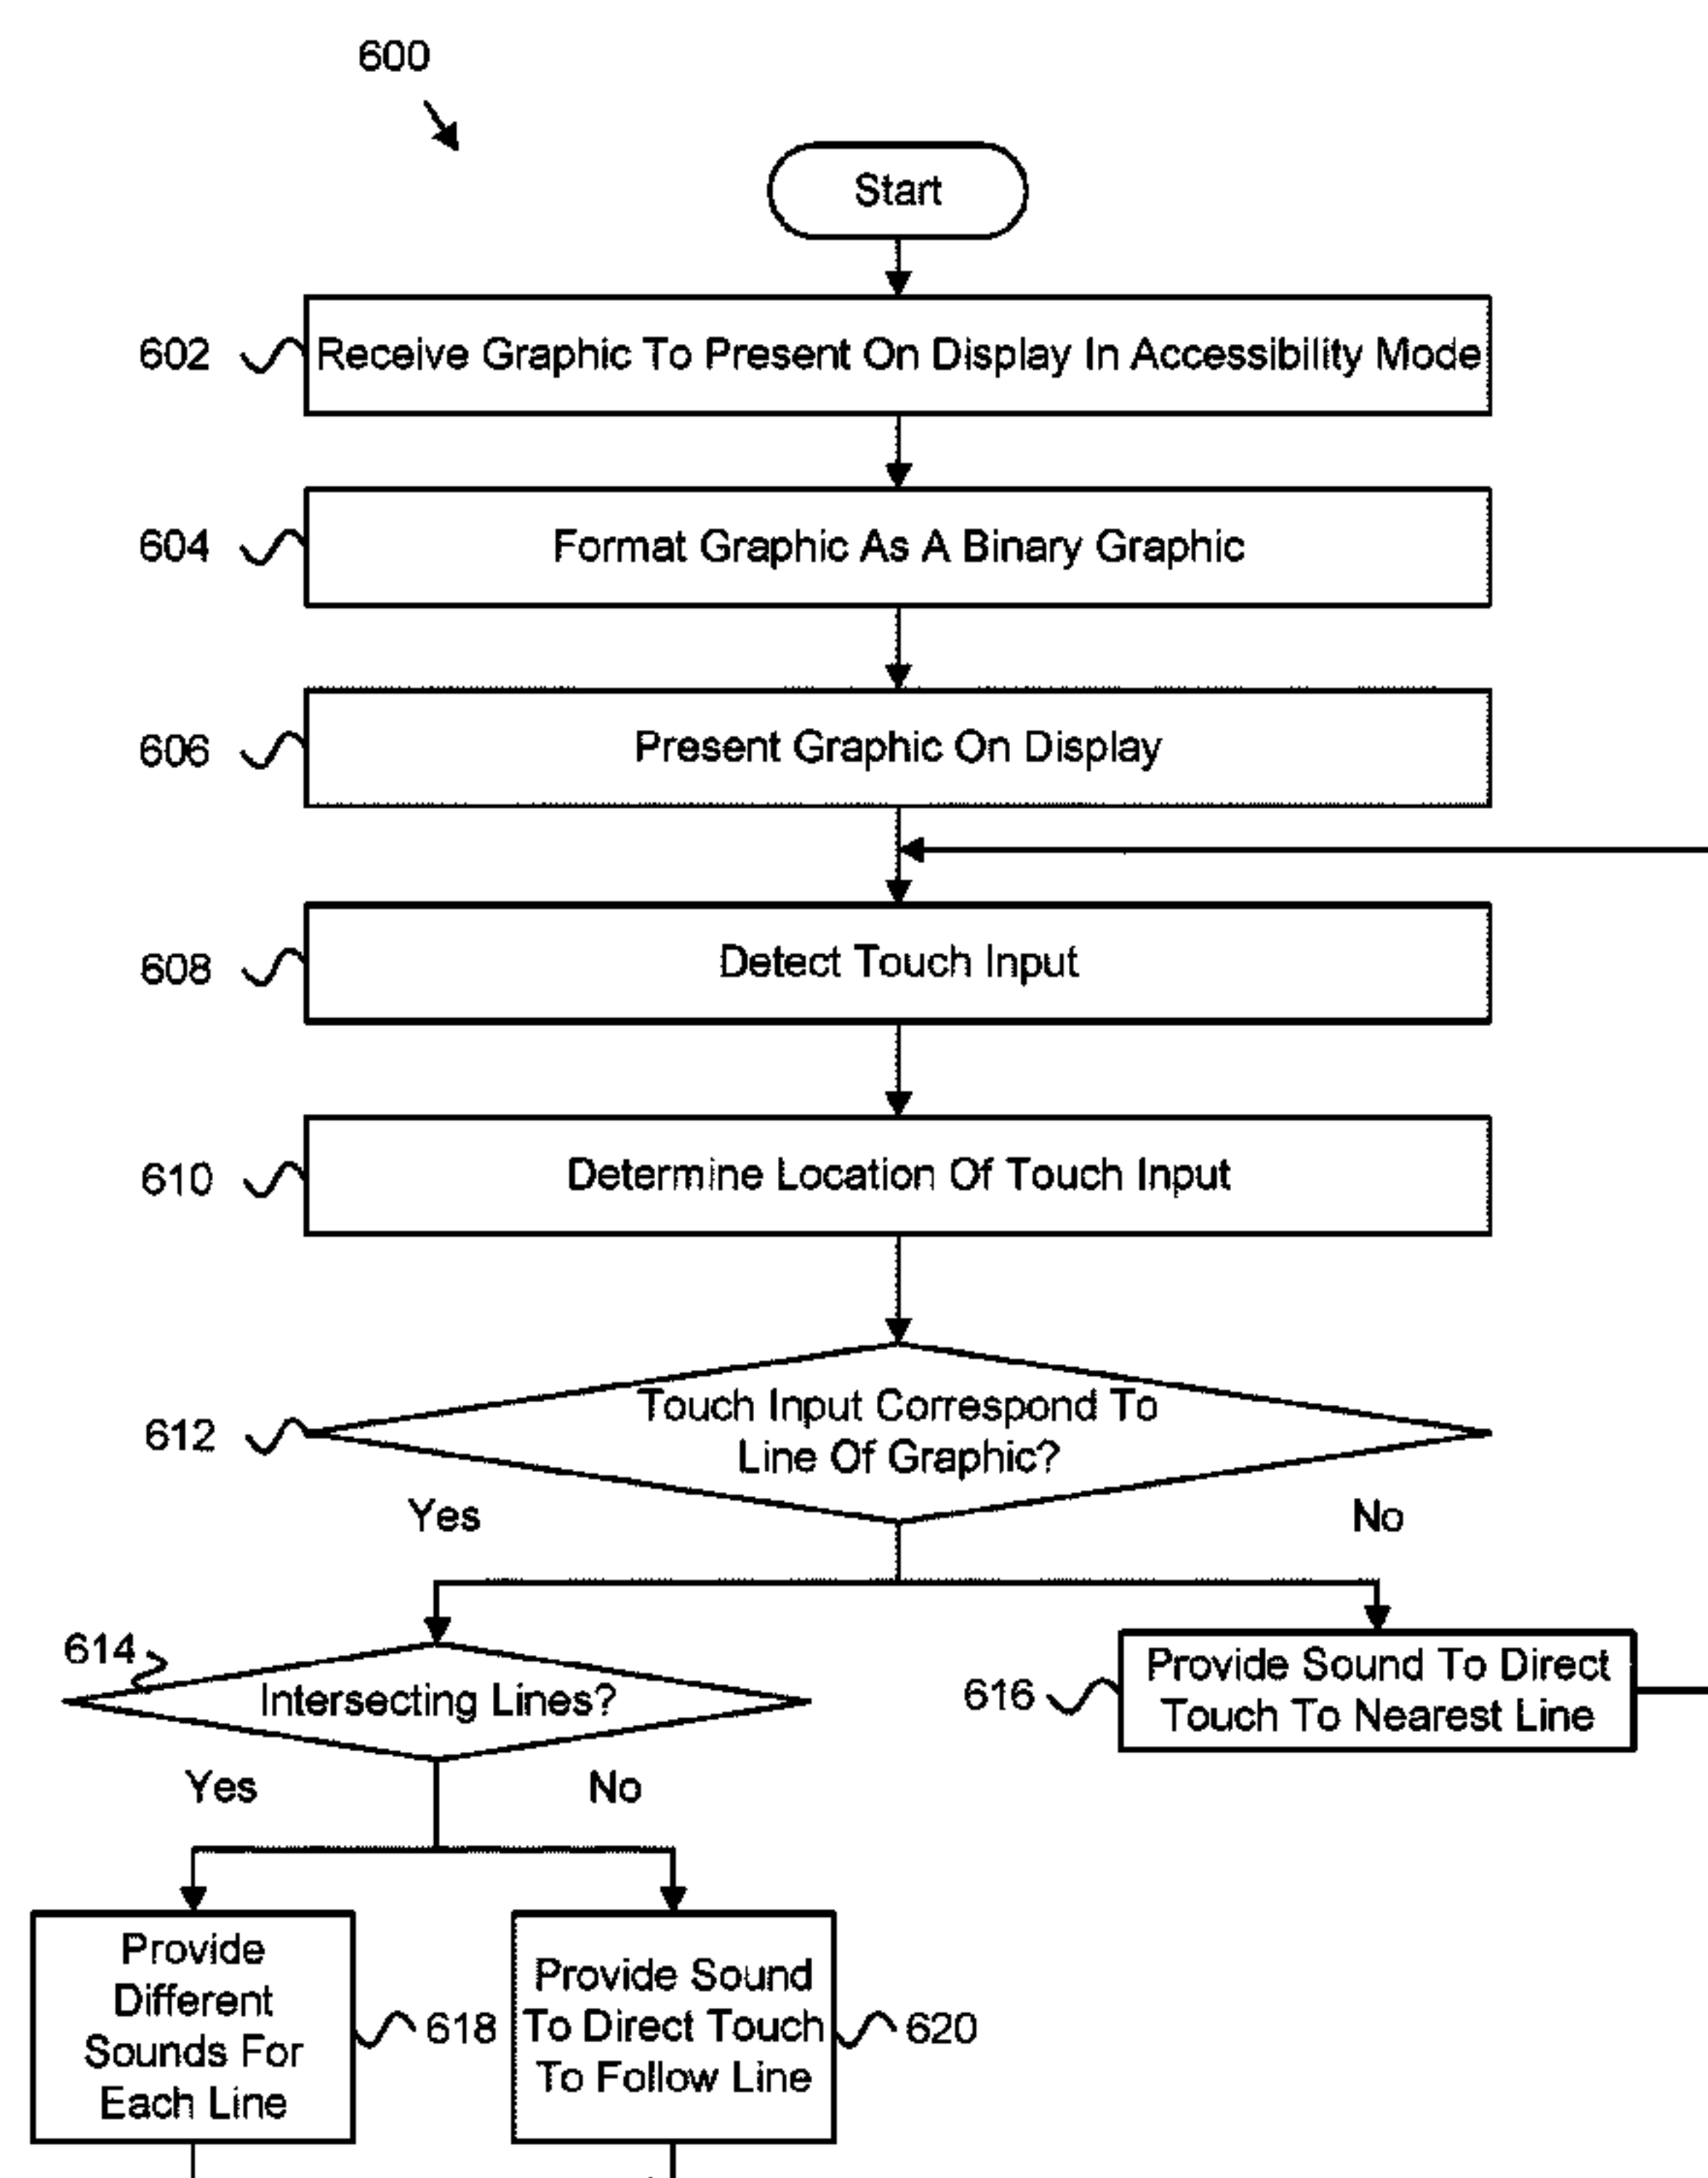 600
Start
602
Receive Graphic To Present On Display In Accessibility Mode
604
Format Graphic As A Binary Graphic
606
Present Graphic On Display
608
Detect Touch Input
610
Determine Location Of Touch Input
612
Touch Input Correspond To
Line Of Graphic?
Yes
No
614
Intersecting Lines?
616
Provide Sound To Direct
Touch To Nearest Line
Yes
No
Provide
Different
Sounds For
Each Line
618
Provide Sound
To Direct Touch
To Follow Line
620